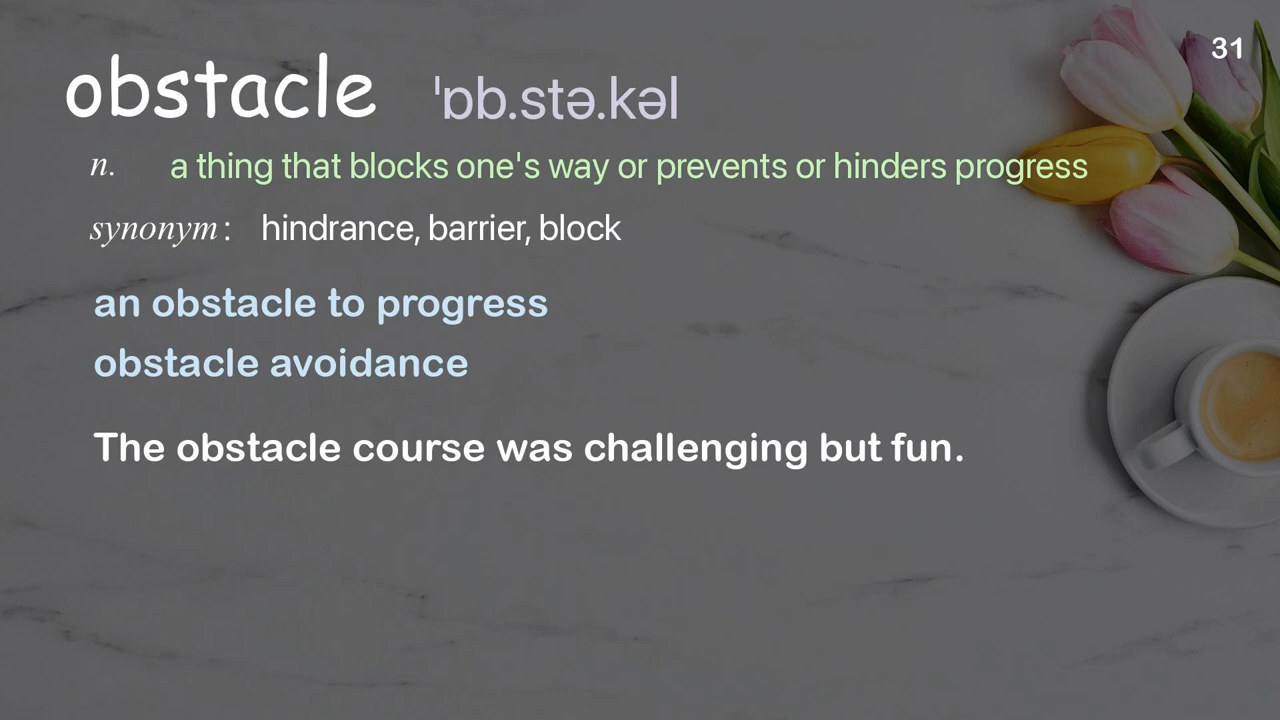 31
obstacle ˈɒb.stə.kəl
n. a thing that blocks one's way or prevents or hinders progress
synonym: hindrance, barrier, block
an obstacle to progress
obstacle avoidance
The obstacle course was challenging but fun.